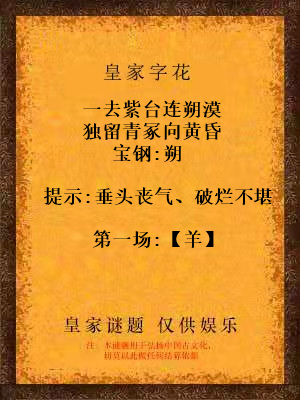 皇家字花
一去紫台连朔漠
独留青冢向黄昏
宝钢:朔
提示:垂头丧气、破烂不堪
第一场:【羊】
皇家谜题 仅供娱乐
注:本谜题用于弘扬中国古文化,
切莫以此做任何结算依据